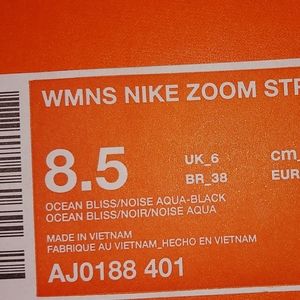 WMNS NIKE ZOOM STR
8.5 UK_6 cm_
BR_38 EUR
OCEAN BLISS/NOISE AQUA-BLACK
OCEAN BLISS/NOIR/NOISE AQUA
MADE IN VIETNAM
FABRIQUE AU VIETNAM_HECHO EN VIETNAM
AJ0188 401